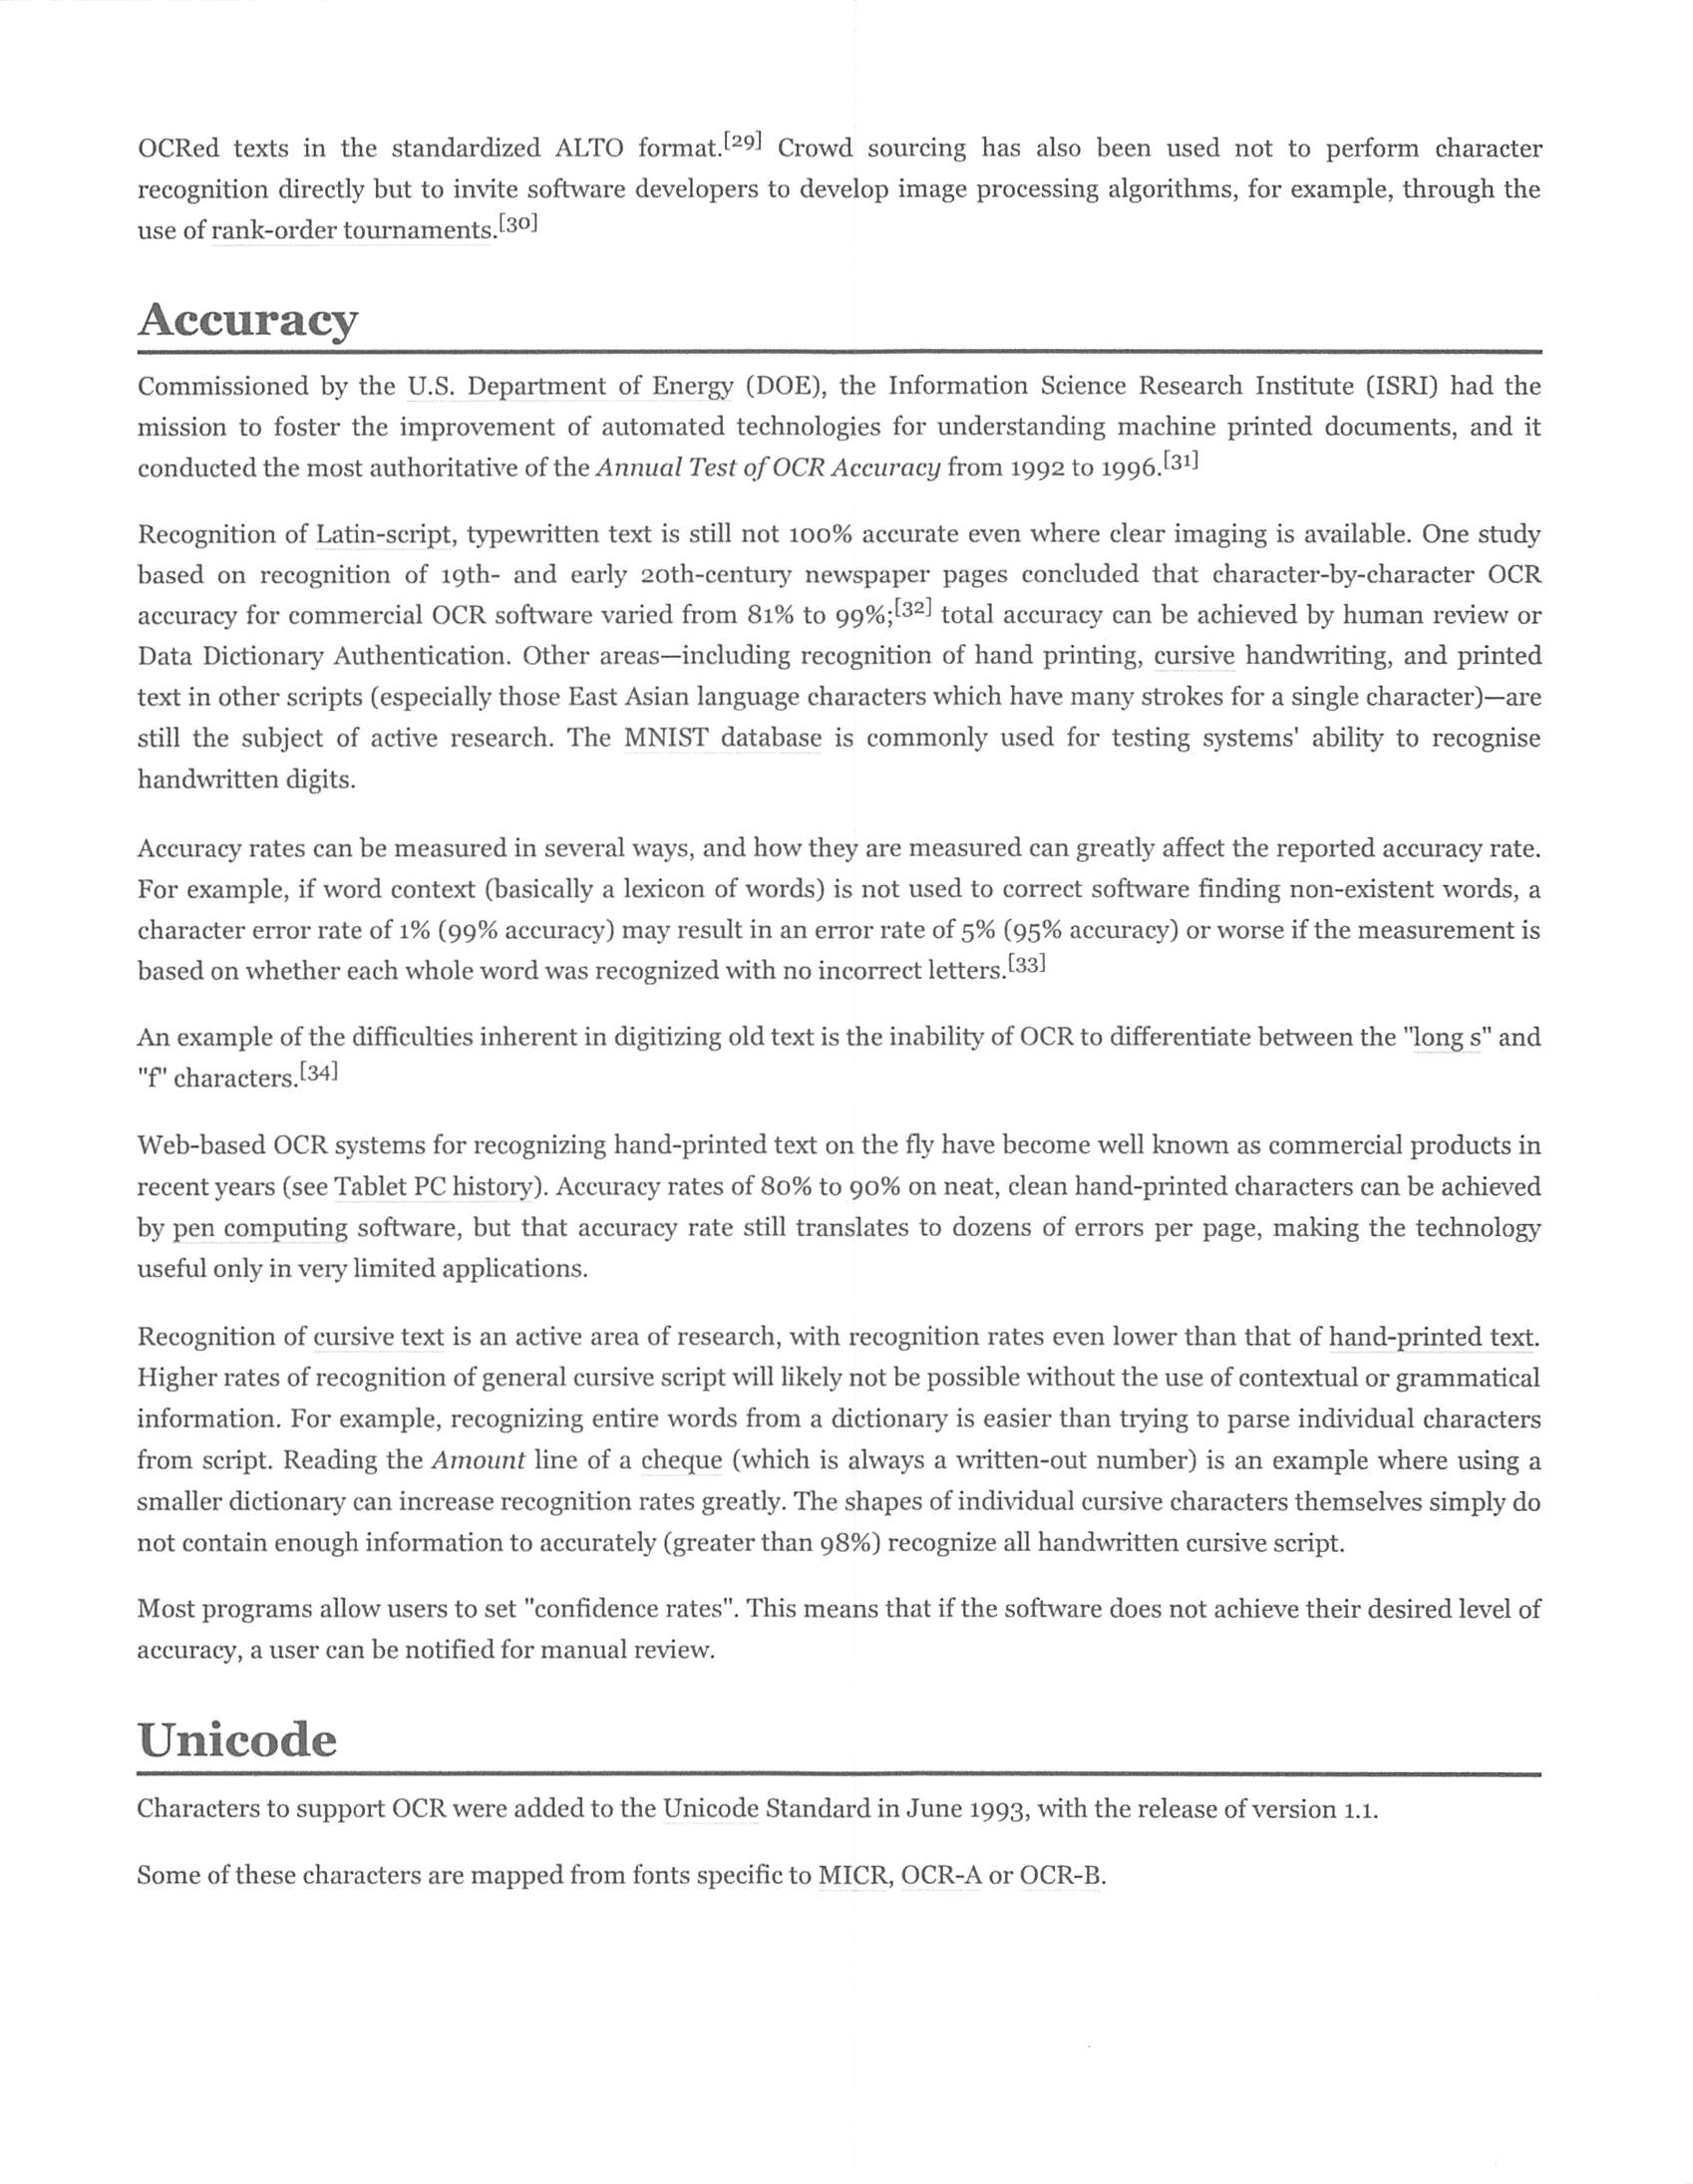 OCRed texts in the standardized ALTO format.[29] Crowd sourcing has also been used not to perform character
recognition directly but to invite software developers to develop image processing algorithms, for example, through the
use of rank-order tournaments.[30]
Accuracy
Commissioned by the U.S. Department of Energy (DOE), the Information Science Research Institute (ISRI) had the
mission to foster the improvement of automated technologies for understanding machine printed documents, and it
conducted the most authoritative of the Annual Test of OCR Accuracy from 1992 to 1996.[31]
Recognition of Latin-script, typewritten text is still not 100% accurate even where clear imaging is available. One study
based on recognition of 19th- and early 20th-century newspaper pages concluded that character-by-character OCR
accuracy for commercial OCR software varied from 81% to 99%;[32] total accuracy can be achieved by human review or
Data Dictionary Authentication. Other areas—including recognition of hand printing, cursive handwriting, and printed
text in other scripts (especially those East Asian language characters which have many strokes for a single character)—are
still the subject of active research. The MNIST database is commonly used for testing systems' ability to recognise
handwritten digits.
Accuracy rates can be measured in several ways, and how they are measured can greatly affect the reported accuracy rate.
For example, if word context (basically a lexicon of words) is not used to correct software finding non-existent words, a
character error rate of 1% (99% accuracy) may result in an error rate of 5% (95% accuracy) or worse if the measurement is
based on whether each whole word was recognized with no incorrect letters.[33]
An example of the difficulties inherent in digitizing old text is the inability of OCR to differentiate between the "long s" and
"f" characters.[34]
Web-based OCR systems for recognizing hand-printed text on the fly have become well known as commercial products in
recent years (see Tablet PC history). Accuracy rates of 80% to 90% on neat, clean hand-printed characters can be achieved
by pen computing software, but that accuracy rate still translates to dozens of errors per page, making the technology
useful only in very limited applications.
Recognition of cursive text is an active area of research, with recognition rates even lower than that of hand-printed text.
Higher rates of recognition of general cursive script will likely not be possible without the use of contextual or grammatical
information. For example, recognizing entire words from a dictionary is easier than trying to parse individual characters
from script. Reading the Amount line of a cheque (which is always a written-out number) is an example where using a
smaller dictionary can increase recognition rates greatly. The shapes of individual cursive characters themselves simply do
not contain enough information to accurately (greater than 98%) recognize all handwritten cursive script.
Most programs allow users to set "confidence rates". This means that if the software does not achieve their desired level of
accuracy, a user can be notified for manual review.
Unicode
Characters to support OCR were added to the Unicode Standard in June 1993, with the release of version 1.1.
Some of these characters are mapped from fonts specific to MICR, OCR-A or OCR-B.